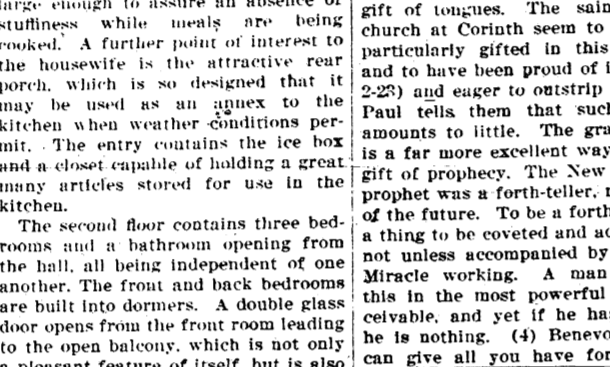 large enough to assure an absence of
stuffiness while meals are being
cooked. A further point of interest to
the housewife is the attractive rear
porch, which is so designed that it
may be used as an annex to the
kitchen when weather conditions per-
mit. The entry contains the ice box
and a closet capable of holding a great
many articles stored for use in the
kitchen.
The second floor contains three bed-
rooms and a bathroom opening from
the hall, all being independent of one
another. The front and back bedrooms
are built into dormers. A double glass
door opens from the front room leading
to the open balcony, which is not only
a pleasant feature of itself, but is also
gift of tongues. The sain
church at Corinth seem to
particularly gifted in this
and to have been proud of i
2-23) and eager to outstrip
Paul tells them that suc
amounts to little. The gra
is a far more excellent way
gift of prophecy. The New
prophet was a forth-teller, n
of the future. To be a forth
a thing to be coveted and ac
not unless accompanied by
Miracle working. A man
this in the most powerful
ceivable, and yet if he ha
he is nothing. (4) Benevo
can give all you have for